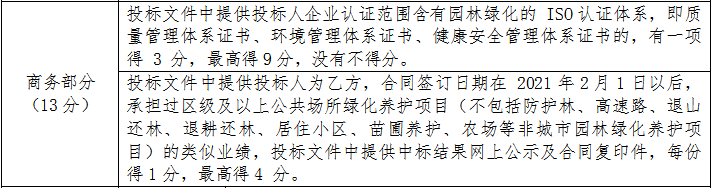 商务部分
（13 分）
投标文件中提供投标人企业认证范围含有园林绿化的 ISO 认证体系，即质
量管理体系证书、环境管理体系证书、健康安全管理体系证书的，有一项
得 3 分，最高得 9 分，没有不得分。
投标文件中提供投标人为乙方，合同签订日期在 2021 年 2 月 1 日以后，
承担过区级及以上公共场所绿化养护项目（不包括防护林、高速路、退山
还林、退耕还林、居住小区、苗圃养护、农场等非城市园林绿化养护项
目）的类似业绩，投标文件中提供中标结果网上公示及合同复印件，每份
得 1 分，最高得 4 分。